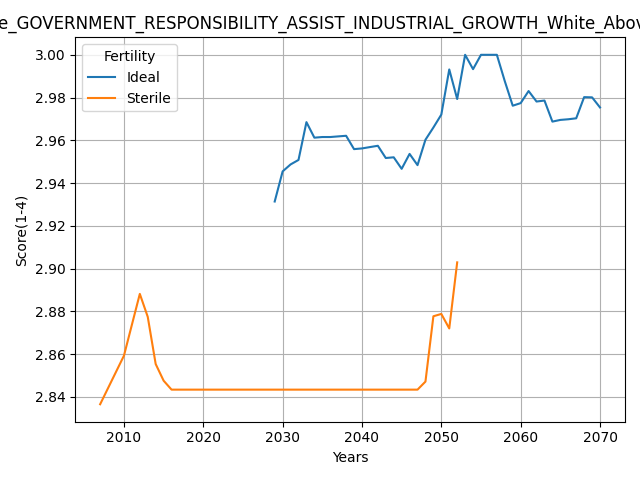 e_GOVERNMENT_RESPONSIBILITY_ASSIST_INDUSTRIAL_GROWTH_White_Abov
Fertility
Ideal
Sterile
Score(1-4)
3.00
2.98
2.96
2.94
2.92
2.90
2.88
2.86
2.84
2010 2020 2030 2040 2050 2060 2070
Years